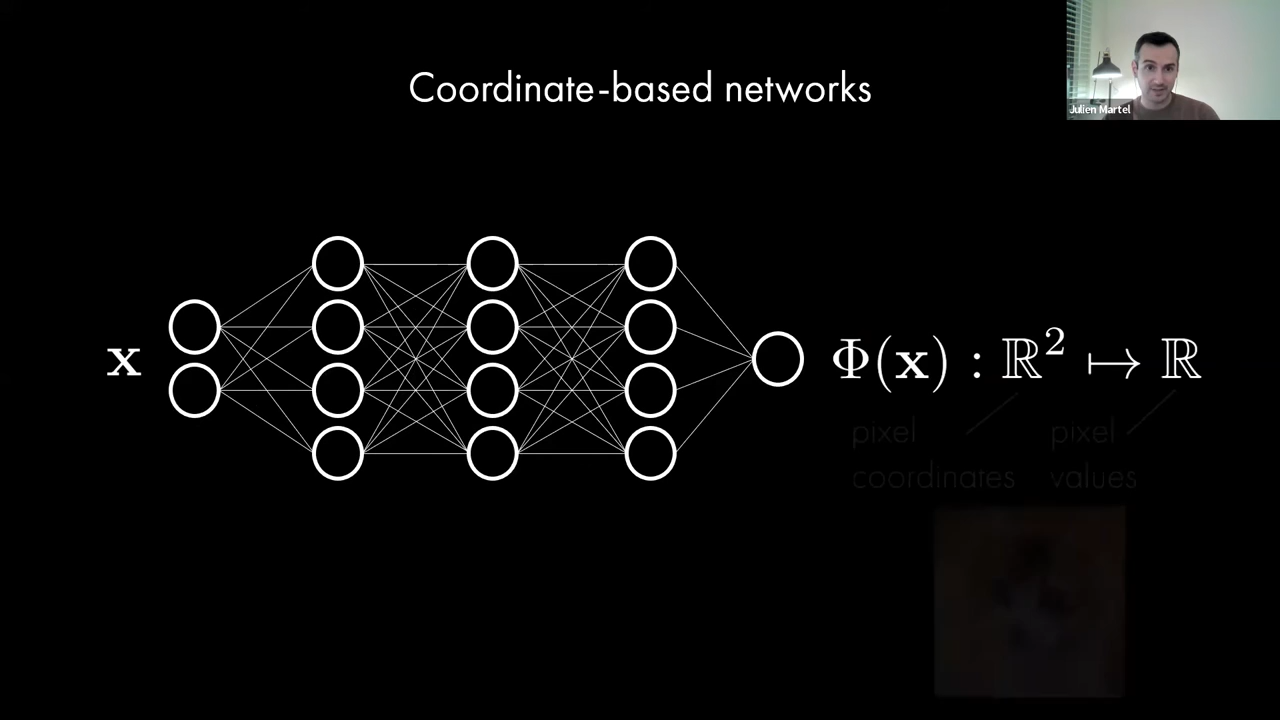 Coordinate-based networks
Julien Martel
x
Φ(x) : ℝ² ↦ ℝ
pixel coordinates
pixel values